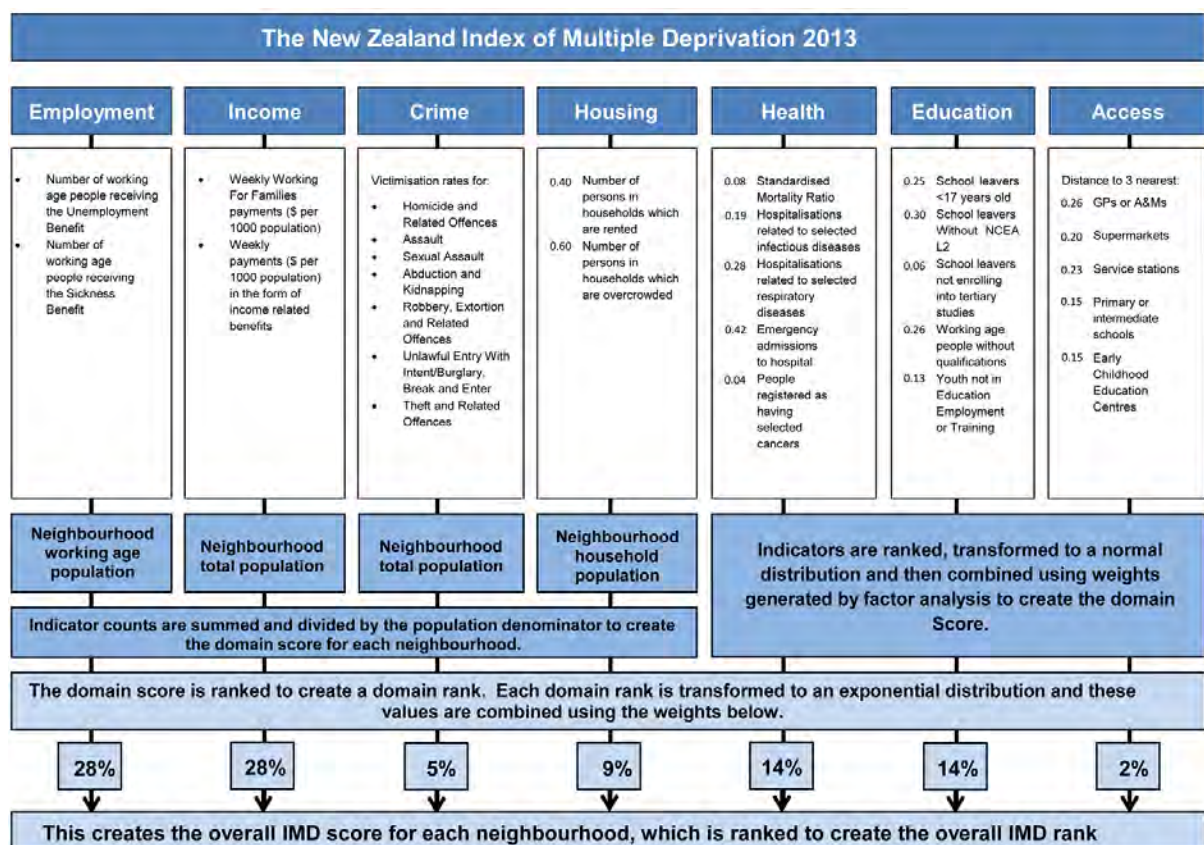 The New Zealand Index of Multiple Deprivation 2013
Employment
Income
Crime
Housing
Health
Education
Access
• Number of working
age people receiving
the Unemployment
Benefit
• Number of
working age
people receiving
the Sickness
Benefit
• Weekly Working
For Families
payments ($ per
1000 population)
• Weekly
payments ($ per
1000 population)
in the form of
income related
benefits
Victimisation rates for:
• Homicide and
Related Offences
• Assault
• Sexual Assault
• Abduction and
Kidnapping
• Robbery, Extortion
and Related
Offences
• Unlawful Entry With
Intent/Burglary,
Break and Enter
• Theft and Related
Offences
0.40 Number of
persons in
households which
are rented
0.60 Number of
persons in
households which
are overcrowded
0.08 Standardised
Mortality Ratio
0.19 Hospitalisations
related to selected
infectious diseases
0.28 Hospitalisations
related to selected
respiratory
diseases
0.42 Emergency
admissions
to hospital
0.04 People
registered as
having
selected
cancers
0.25 School leavers
<17 years old
0.30 School leavers
Without NCEA
L2
0.06 School leavers
not enrolling
into tertiary
studies
0.26 Working age
people without
qualifications
0.13 Youth not in
Education
Employment
or Training
Distance to 3 nearest:
0.26 GPs or A&Ms
0.20 Supermarkets
0.23 Service stations
0.15 Primary or
intermediate
schools
0.15 Early
Childhood
Education
Centres
Neighbourhood
working age
population
Neighbourhood
total population
Neighbourhood
total population
Neighbourhood
household
population
Indicators are ranked, transformed to a normal
distribution and then combined using weights
generated by factor analysis to create the domain
Score.
Indicator counts are summed and divided by the population denominator to create
the domain score for each neighbourhood.
The domain score is ranked to create a domain rank. Each domain rank is transformed to an exponential distribution and these
values are combined using the weights below.
28%
28%
5%
9%
14%
14%
2%
This creates the overall IMD score for each neighbourhood, which is ranked to create the overall IMD rank